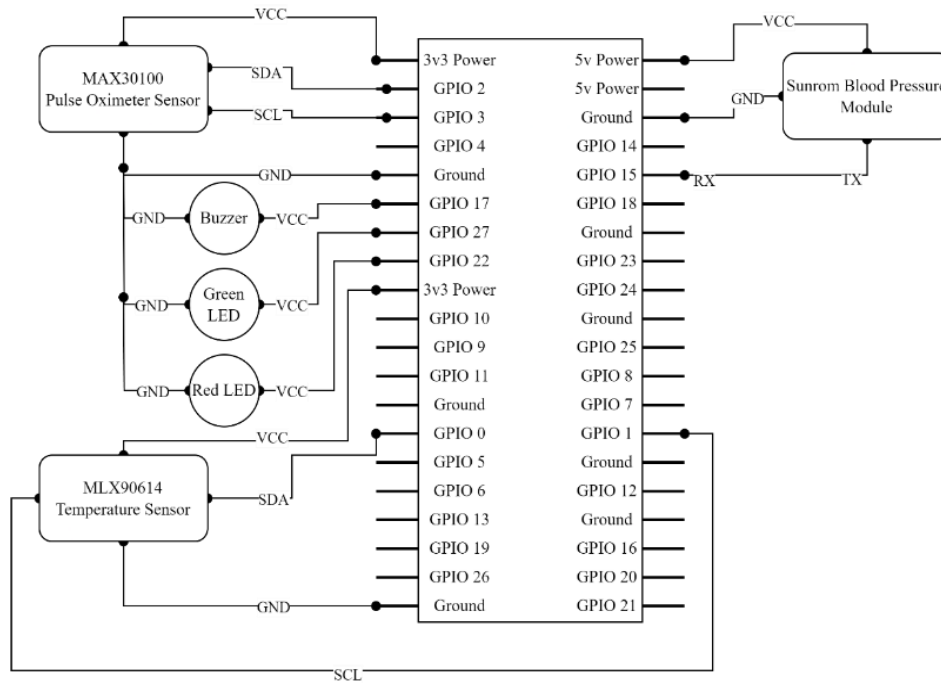 VCC
VCC
MAX30100
Pulse Oximeter Sensor
SDA
SCL
GND
3v3 Power
5v Power
GPIO 2
5v Power
GPIO 3
Ground
GPIO 4
GPIO 14
Ground
GPIO 15
GPIO 17
GPIO 18
GPIO 27
Ground
GPIO 22
GPIO 23
3v3 Power
GPIO 24
GPIO 10
Ground
GPIO 9
GPIO 25
GPIO 11
GPIO 8
Ground
GPIO 7
GPIO 0
GPIO 1
GPIO 5
Ground
GPIO 6
GPIO 12
GPIO 13
Ground
GPIO 19
GPIO 16
GPIO 26
GPIO 20
Ground
GPIO 21
Sunrom Blood Pressure
Module
GND
RX
TX
GND
Buzzer
VCC
GND
Green
LED
VCC
GND
Red LED
VCC
VCC
MLX90614
Temperature Sensor
SDA
GND
SCL